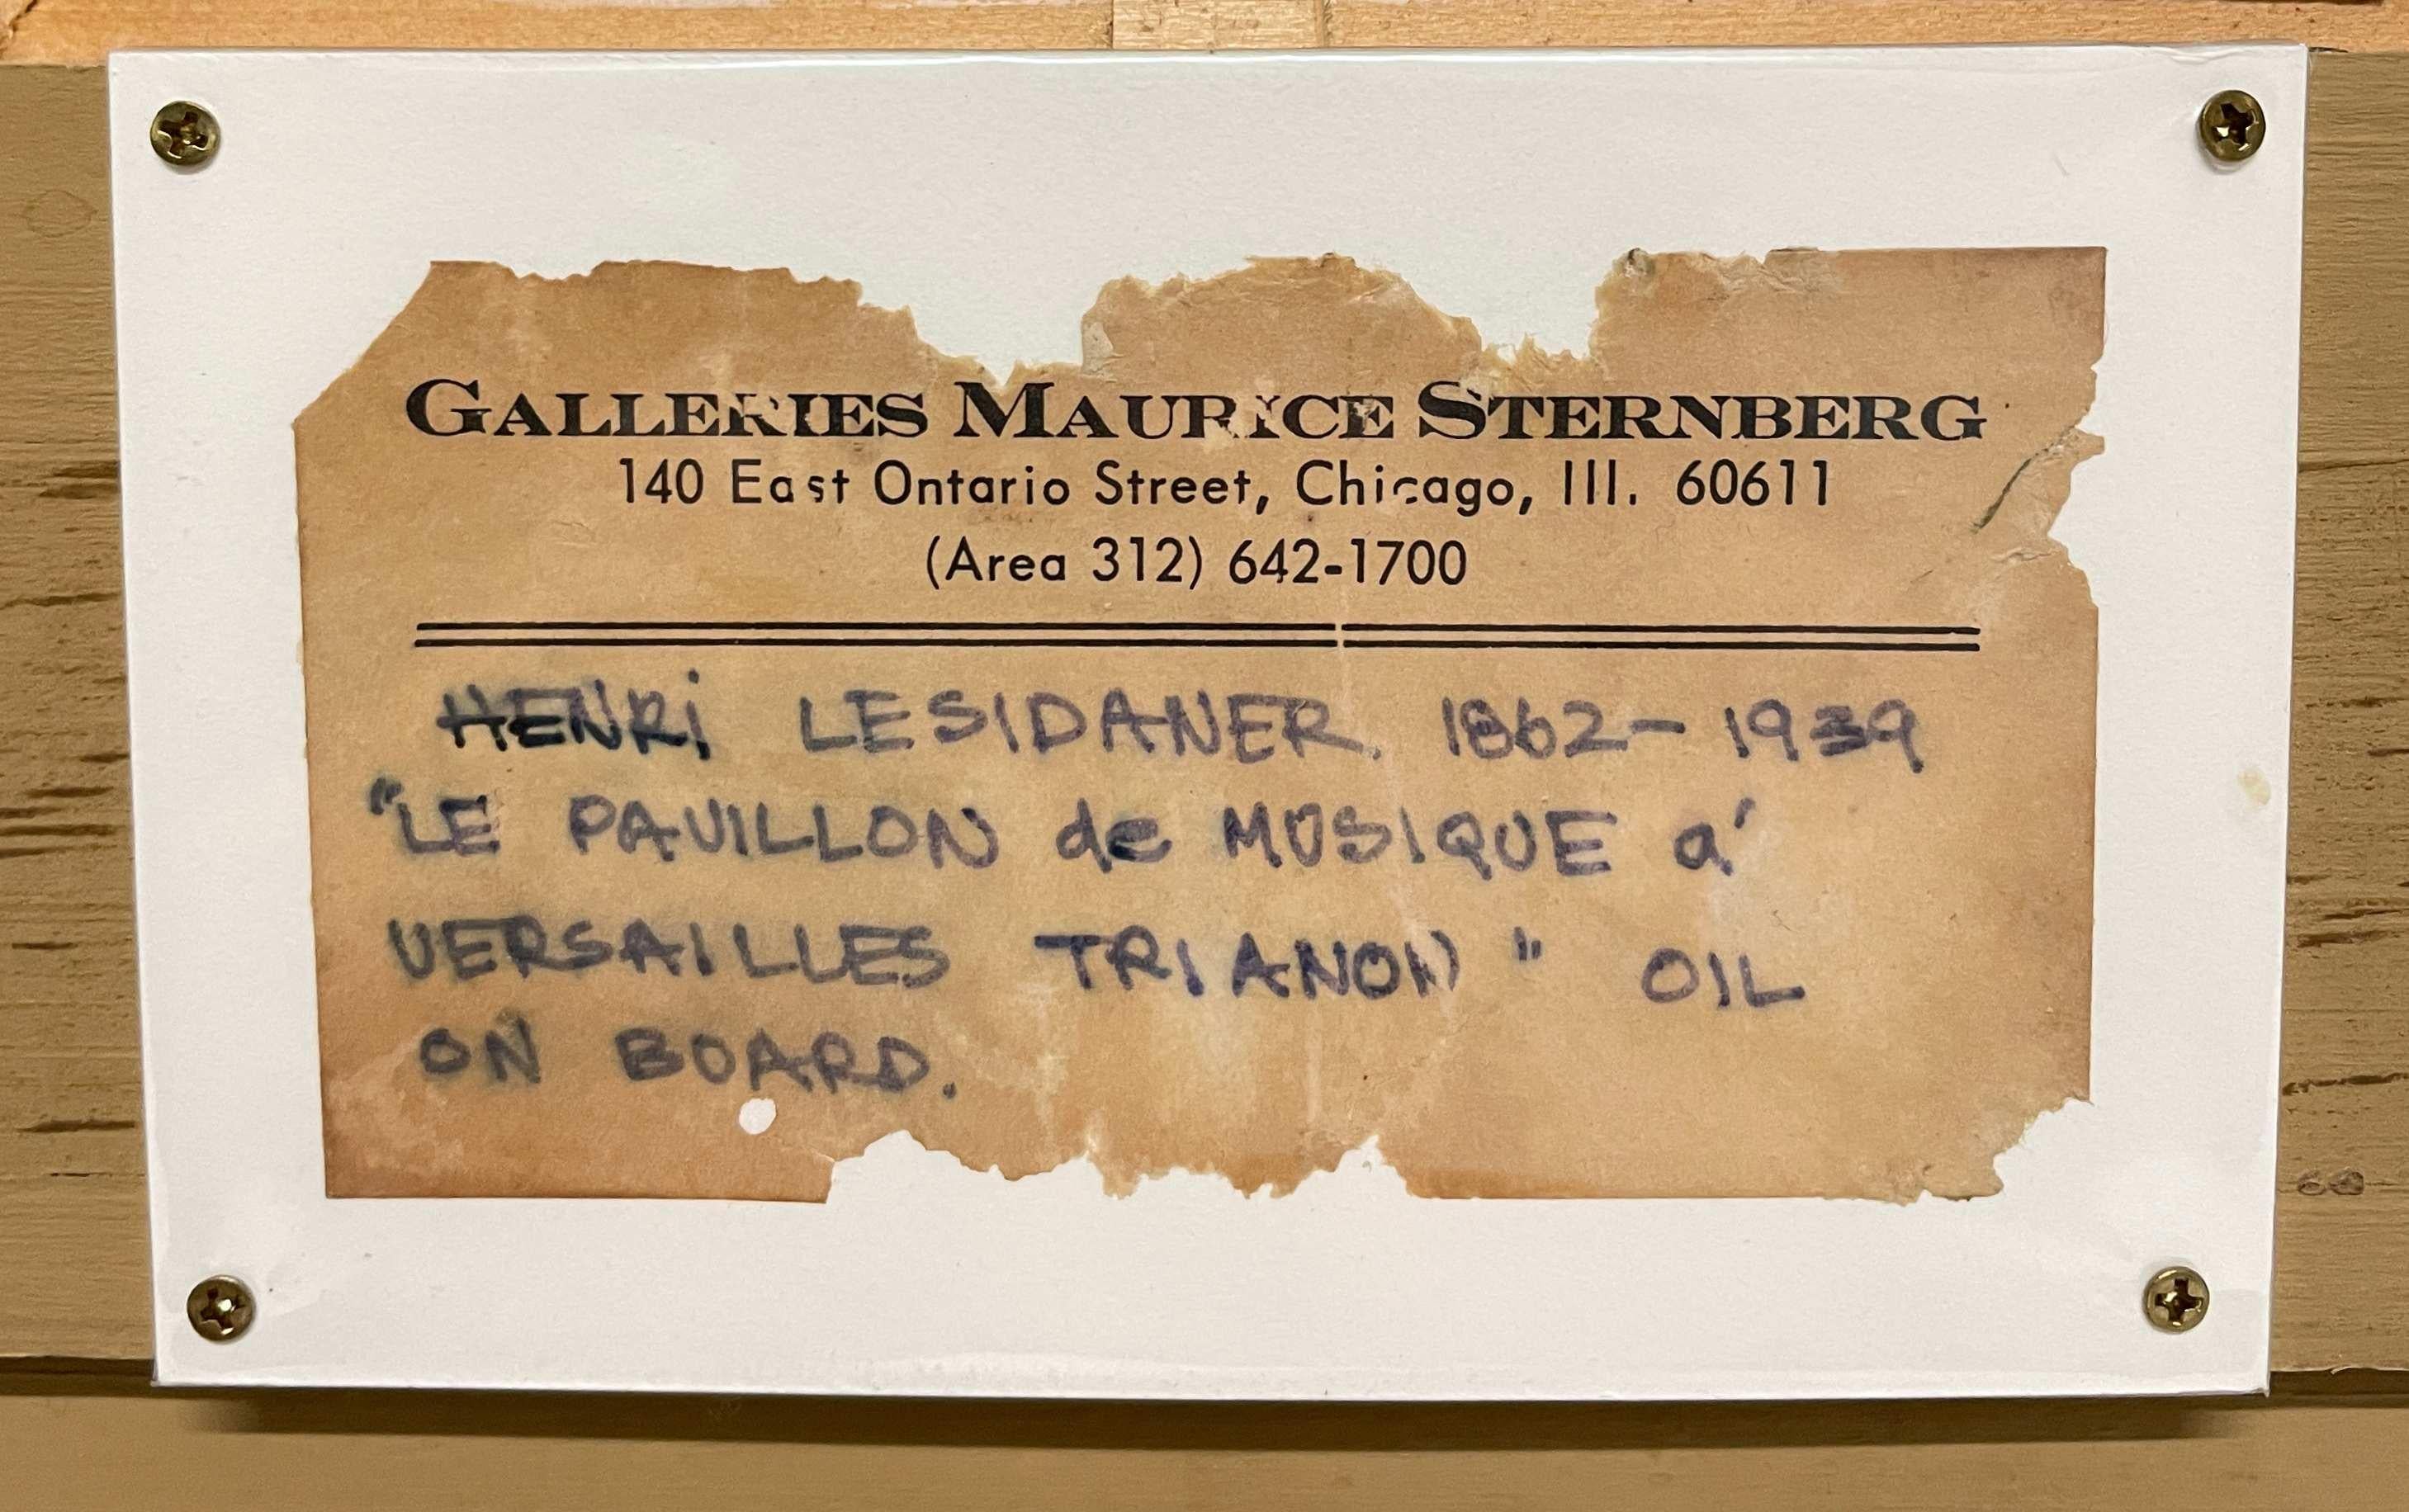 GALLERIES MAURICE STERNBERG
140 East Ontario Street, Chicago, Ill. 60611
(Area 312) 642-1700
HENRi LESIDANER. 1862-1939
"LE PAVILLON de MUSIQUE a'
VERSAILLES TRIANON" OIL
ON BOARD.